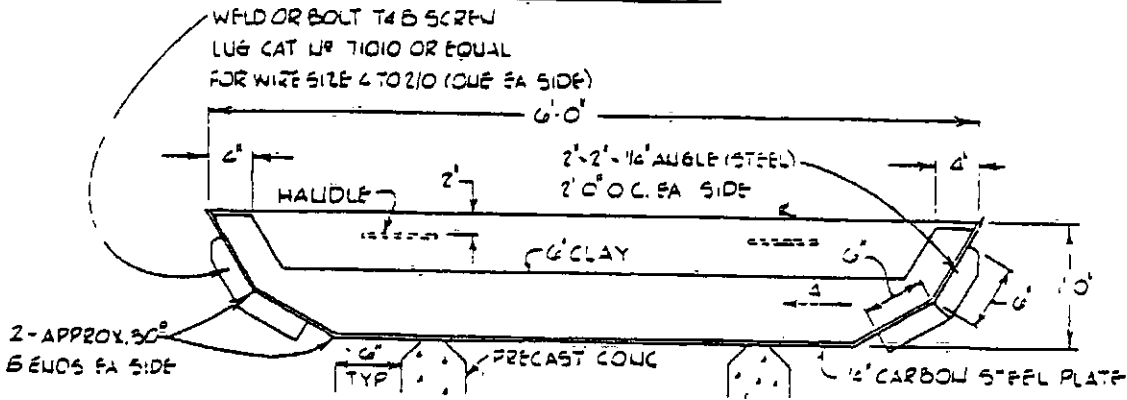 WELD OR BOLT T&B SCREW
LUG CAT Nº 71010 OR EQUAL
FOR WIRE SIZE 4 TO 2/0 (ONE EA SIDE)
6'-0"
4"
2"
2"-2"-1/4" ANGLE (STEEL)
2'0" O.C. EA SIDE
4"
HANDLE
6" CLAY
6"
6"
1'0"
2-APPROX. 30°
BENDS EA SIDE
6"
TYP
PRECAST CONC
1/4" CARBON STEEL PLATE